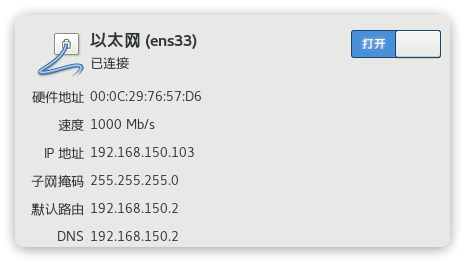 以太网 (ens33)
已连接
打开
硬件地址 00:0C:29:76:57:D6
速度 1000 Mb/s
IP 地址 192.168.150.103
子网掩码 255.255.255.0
默认路由 192.168.150.2
DNS 192.168.150.2